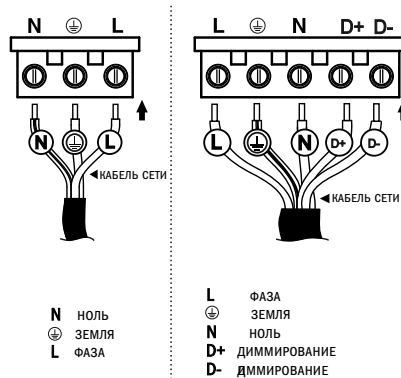 N ⏚ L
N ⏚ L
КАБЕЛЬ СЕТИ
N НОЛЬ
⏚ ЗЕМЛЯ
L ФАЗА
L ⏚ N D+ D-
L ⏚ N D+ D-
КАБЕЛЬ СЕТИ
L ФАЗА
⏚ ЗЕМЛЯ
N НОЛЬ
D+ ДИММИРОВАНИЕ
D- ДИММИРОВАНИЕ